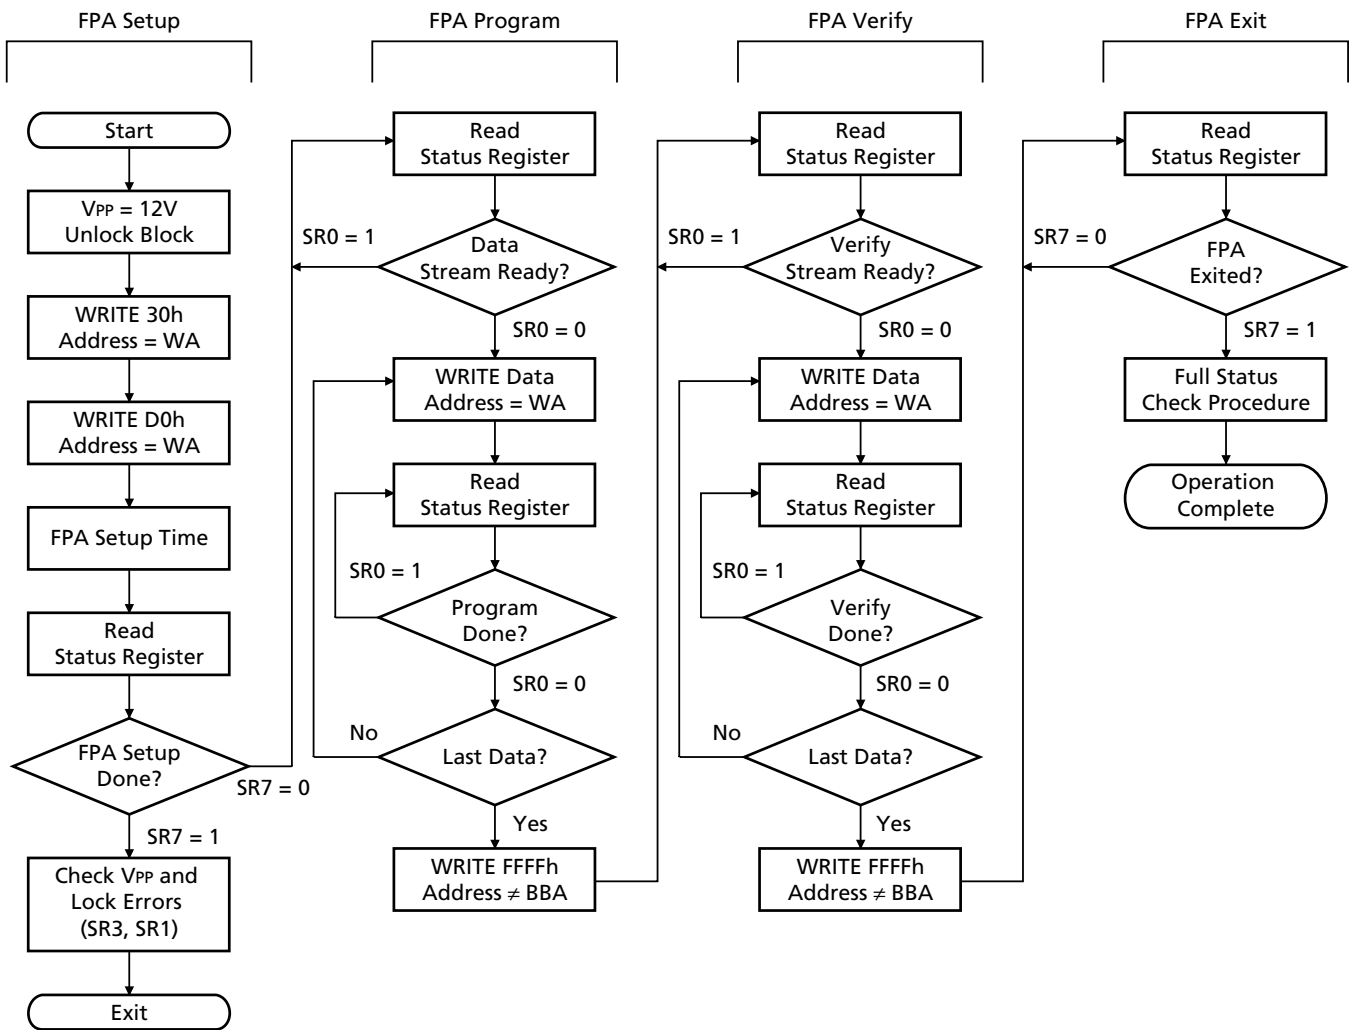 FPA Setup
Start
VPP = 12V
Unlock Block
WRITE 30h
Address = WA
WRITE D0h
Address = WA
FPA Setup Time
Read
Status Register
FPA Setup
Done?
SR7 = 0
SR7 = 1
Check VPP and
Lock Errors
(SR3, SR1)
Exit
FPA Program
Read
Status Register
SR0 = 1
Data
Stream Ready?
SR0 = 0
WRITE Data
Address = WA
Read
Status Register
SR0 = 1
Program
Done?
SR0 = 0
No
Last Data?
Yes
WRITE FFFFh
Address ≠ BBA
FPA Verify
Read
Status Register
SR0 = 1
Verify
Stream Ready?
SR0 = 0
WRITE Data
Address = WA
Read
Status Register
SR0 = 1
Verify
Done?
SR0 = 0
No
Last Data?
Yes
WRITE FFFFh
Address ≠ BBA
FPA Exit
Read
Status Register
SR7 = 0
FPA
Exited?
SR7 = 1
Full Status
Check Procedure
Operation
Complete